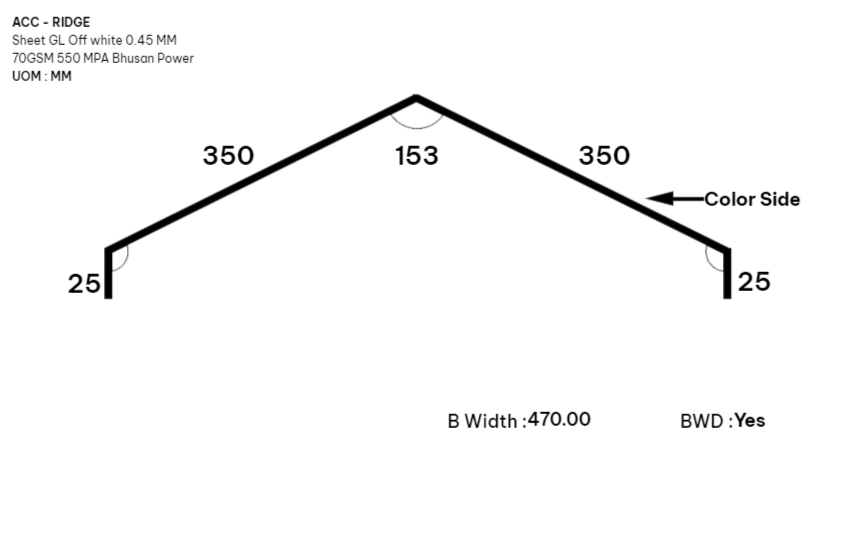 ACC - RIDGE
Sheet GL Off white 0.45 MM
70GSM 550 MPA Bhusan Power
UOM : MM
350
153
350
Color Side
25
25
B Width :470.00
BWD :Yes